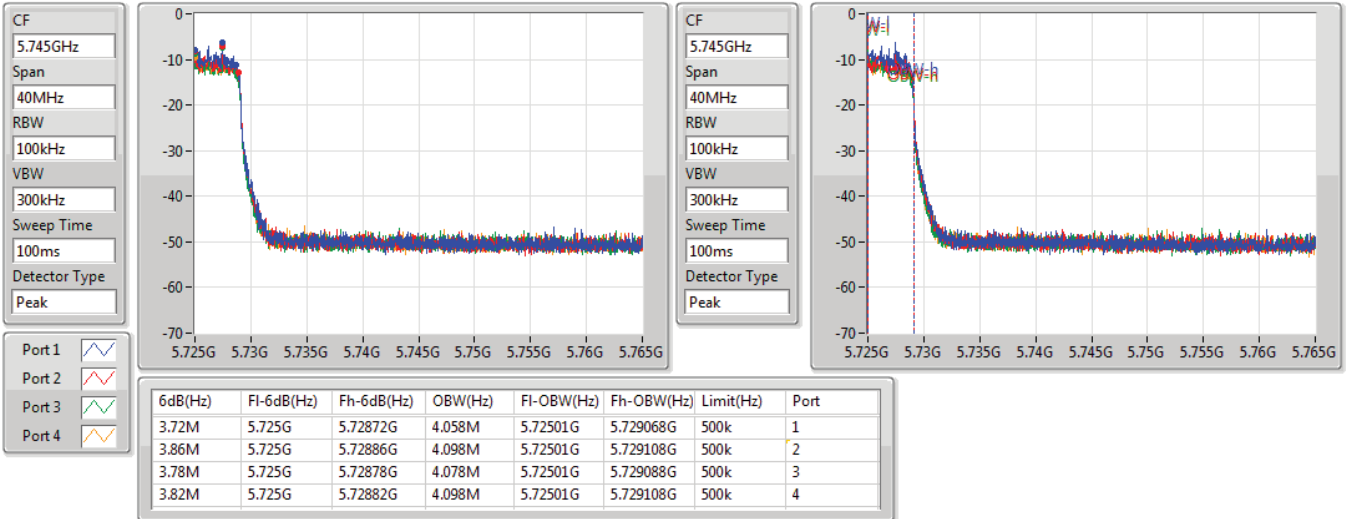 CF
5.745GHz
Span
40MHz
RBW
100kHz
VBW
300kHz
Sweep Time
100ms
Detector Type
Peak
0
-10
-20
-30
-40
-50
-60
-70
5.725G 5.73G 5.735G 5.74G 5.745G 5.75G 5.755G 5.76G 5.765G
CF
5.745GHz
Span
40MHz
RBW
100kHz
VBW
300kHz
Sweep Time
100ms
Detector Type
Peak
0
-10
-20
-30
-40
-50
-60
-70
5.725G 5.73G 5.735G 5.74G 5.745G 5.75G 5.755G 5.76G 5.765G
W-l
OBW-h
Port 1
Port 2
Port 3
Port 4
6dB(Hz) Fl-6dB(Hz) Fh-6dB(Hz) OBW(Hz) Fl-OBW(Hz) Fh-OBW(Hz) Limit(Hz) Port
3.72M 5.725G 5.72872G 4.058M 5.72501G 5.729068G 500k 1
3.86M 5.725G 5.72886G 4.098M 5.72501G 5.729108G 500k 2
3.78M 5.725G 5.72878G 4.078M 5.72501G 5.729088G 500k 3
3.82M 5.725G 5.72882G 4.098M 5.72501G 5.729108G 500k 4